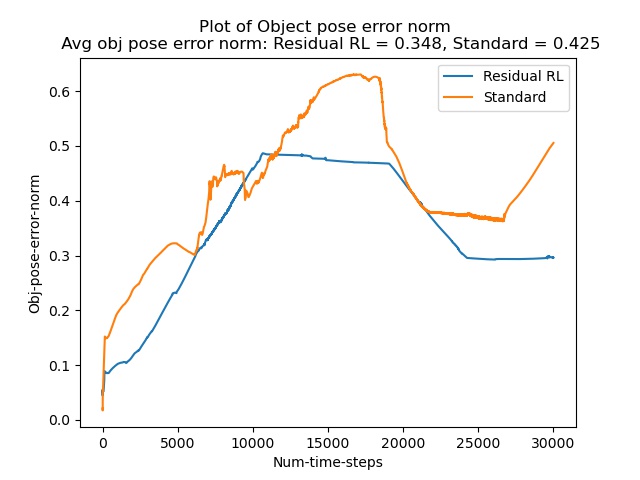 Plot of Object pose error norm
Avg obj pose error norm: Residual RL = 0.348, Standard = 0.425
Residual RL
Standard
0.6
0.5
0.4
0.3
0.2
0.1
0.0
Obj-pose-error-norm
0
5000
10000
15000
20000
25000
30000
Num-time-steps